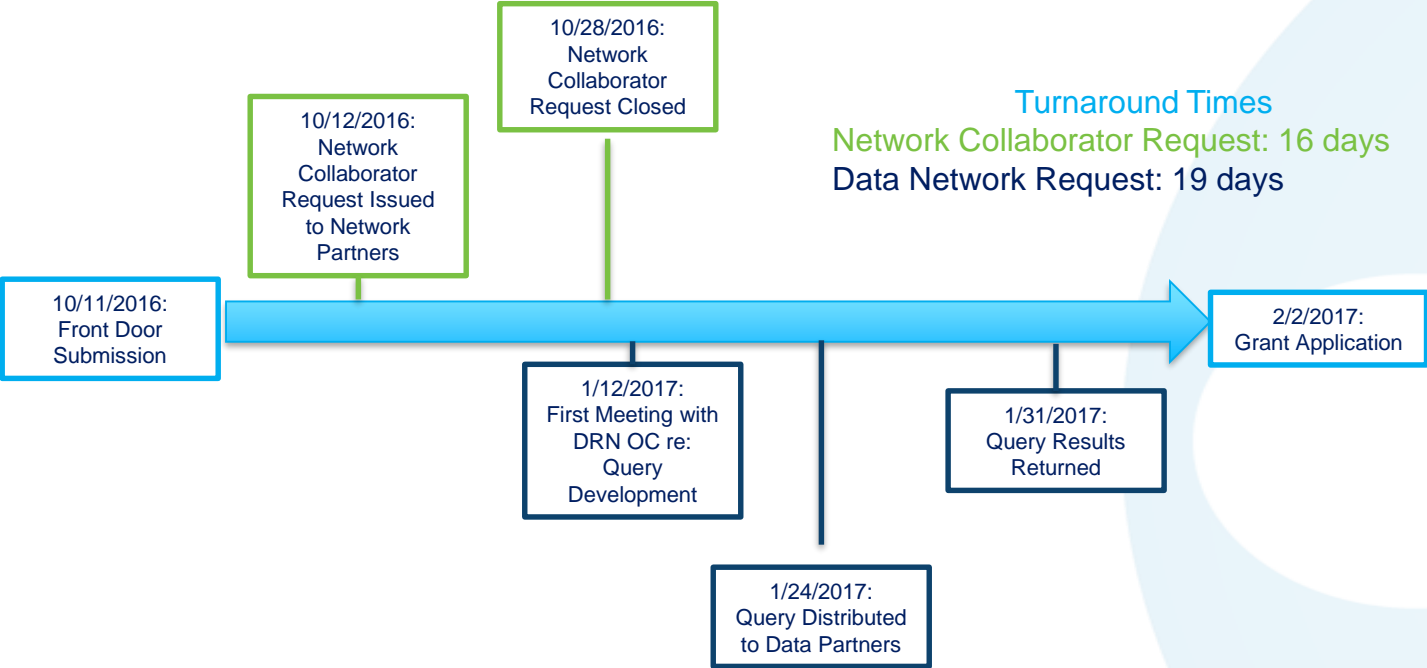 10/28/2016:
Network
Collaborator
Request Closed
Turnaround Times
Network Collaborator Request: 16 days
Data Network Request: 19 days
10/12/2016:
Network
Collaborator
Request Issued
to Network
Partners
10/11/2016:
Front Door
Submission
2/2/2017:
Grant Application
1/12/2017:
First Meeting with
DRN OC re:
Query
Development
1/31/2017:
Query Results
Returned
1/24/2017:
Query Distributed
to Data Partners